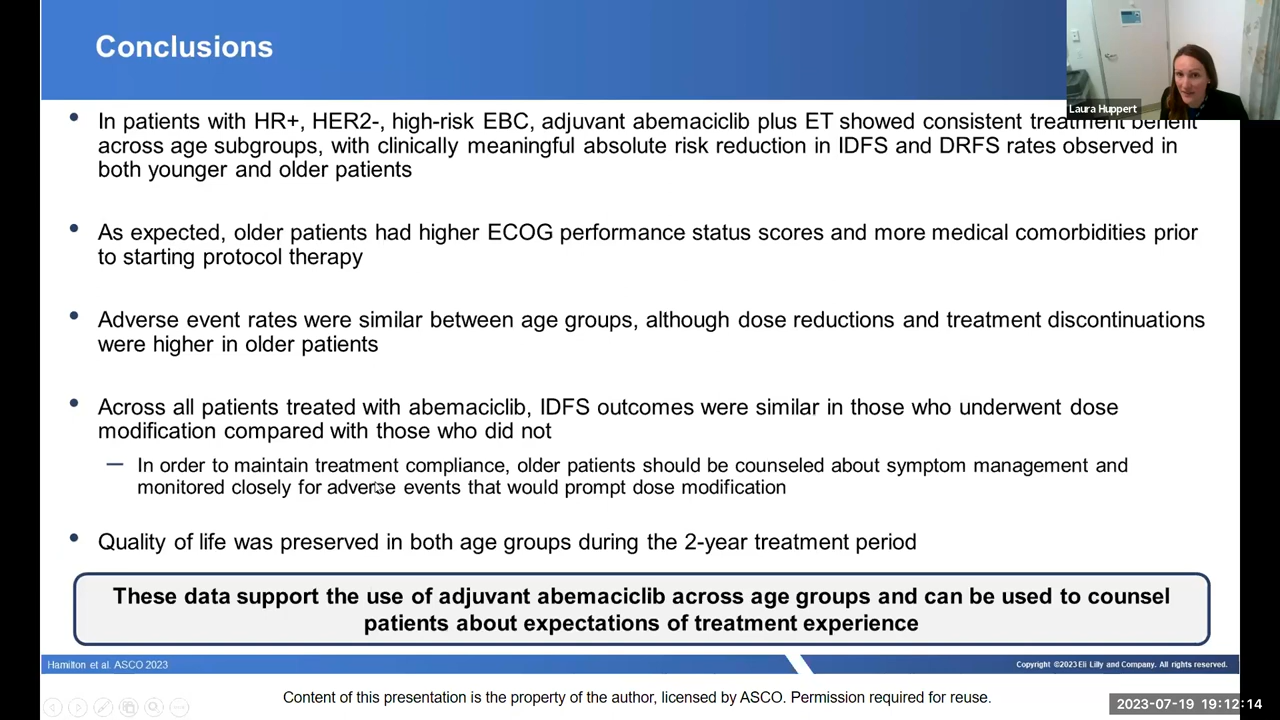 Conclusions
Laura Huppert
In patients with HR+, HER2-, high-risk EBC, adjuvant abemaciclib plus ET showed consistent treatment benefit
across age subgroups, with clinically meaningful absolute risk reduction in IDFS and DRFS rates observed in
both younger and older patients
As expected, older patients had higher ECOG performance status scores and more medical comorbidities prior
to starting protocol therapy
Adverse event rates were similar between age groups, although dose reductions and treatment discontinuations
were higher in older patients
Across all patients treated with abemaciclib, IDFS outcomes were similar in those who underwent dose
modification compared with those who did not
— In order to maintain treatment compliance, older patients should be counseled about symptom management and
monitored closely for adverse events that would prompt dose modification
Quality of life was preserved in both age groups during the 2-year treatment period
These data support the use of adjuvant abemaciclib across age groups and can be used to counsel
patients about expectations of treatment experience
Hamilton et al. ASCO 2023
Copyright ©2023 Eli Lilly and Company. All rights reserved.
Content of this presentation is the property of the author, licensed by ASCO. Permission required for reuse.
2023-07-19 19:12:14